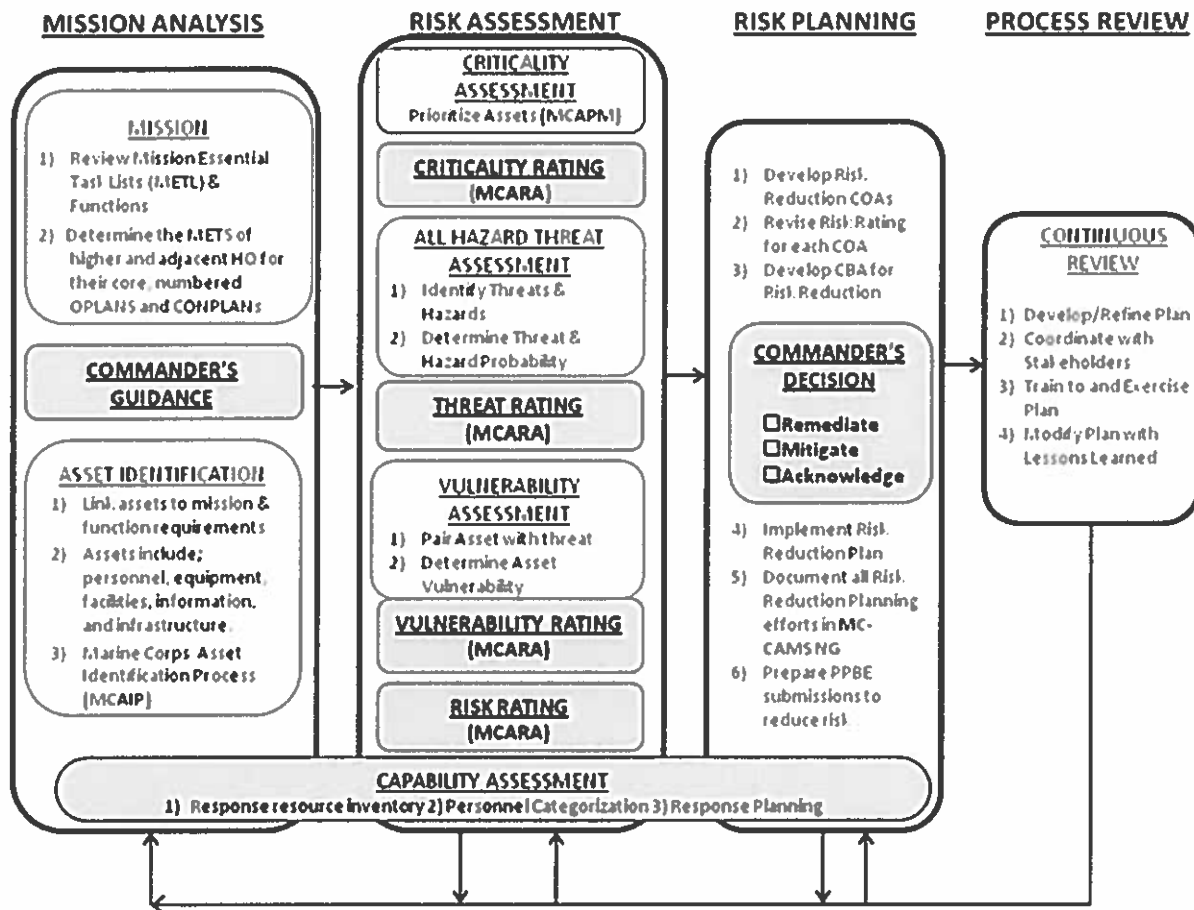 MISSION ANALYSIS
RISK ASSESSMENT
RISK PLANNING
PROCESS REVIEW
MISSION
1) Review Mission Essential
Task Lists (METL) &
Functions
2) Determine the METS of
higher and adjacent HQ for
their core, numbered
OPLANS and CONPLANs
COMMANDER'S
GUIDANCE
ASSET IDENTIFICATION
1) Link assets to mission &
function requirements
2) Assets include;
personnel, equipment,
facilities, information,
and infrastructure.
3) Marine Corps Asset
Identification Process
(MCAIP)
CRITICALITY
ASSESSMENT
Prioritize Assets (MCAPM)
CRITICALITY RATING
(MCARA)
ALL HAZARD THREAT
ASSESSMENT
1) Identify Threats &
Hazards
2) Determine Threat &
Hazard Probability
THREAT RATING
(MCARA)
VULNERABILITY
ASSESSMENT
1) Pair Asset with threat
2) Determine Asset
Vulnerability
VULNERABILITY RATING
(MCARA)
RISK RATING
(MCARA)
1) Develop Risk
Reduction COAs
2) Revise Risk Rating
for each COA
3) Develop CBA for
Risk Reduction
COMMANDER'S
DECISION
☐Remediate
☐Mitigate
☐Acknowledge
4) Implement Risk
Reduction Plan
5) Document all Risk
Reduction Planning
efforts in MC-
CAMSNG
6) Prepare PPBE
submissions to
reduce risk
CONTINUOUS
REVIEW
1) Develop/Refine Plan
2) Coordinate with
Stakeholders
3) Train to and Exercise
Plan
4) Modify Plan with
Lessons Learned
CAPABILITY ASSESSMENT
1) Response resource inventory 2) Personnel Categorization 3) Response Planning